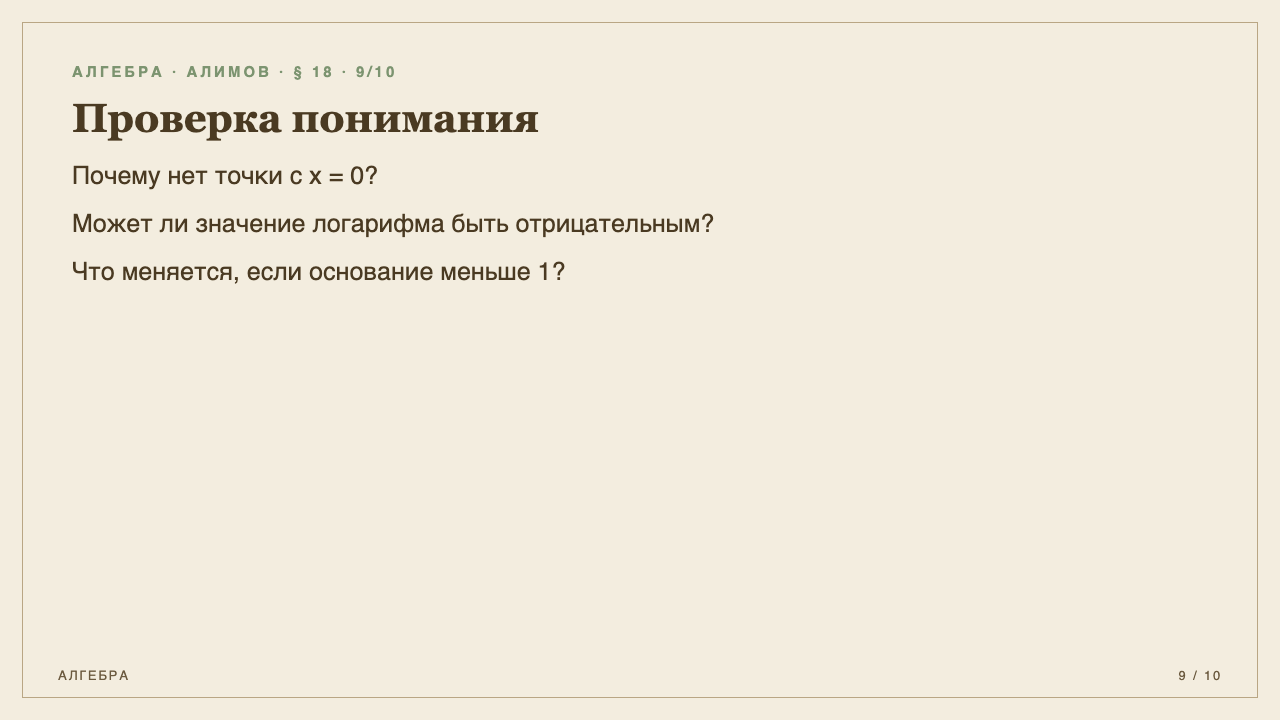 АЛГЕБРА · АЛИМОВ · § 18 · 9/10
Проверка понимания
Почему нет точки с x = 0?
Может ли значение логарифма быть отрицательным?
Что меняется, если основание меньше 1?
АЛГЕБРА
9 / 10